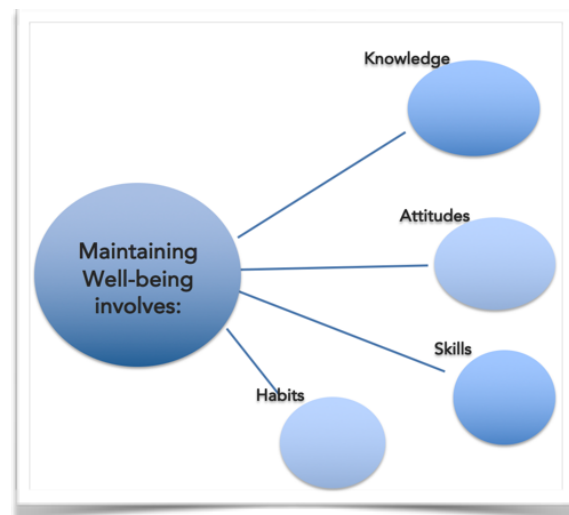 Knowledge
Attitudes
Maintaining
Well-being
involves:
Skills
Habits